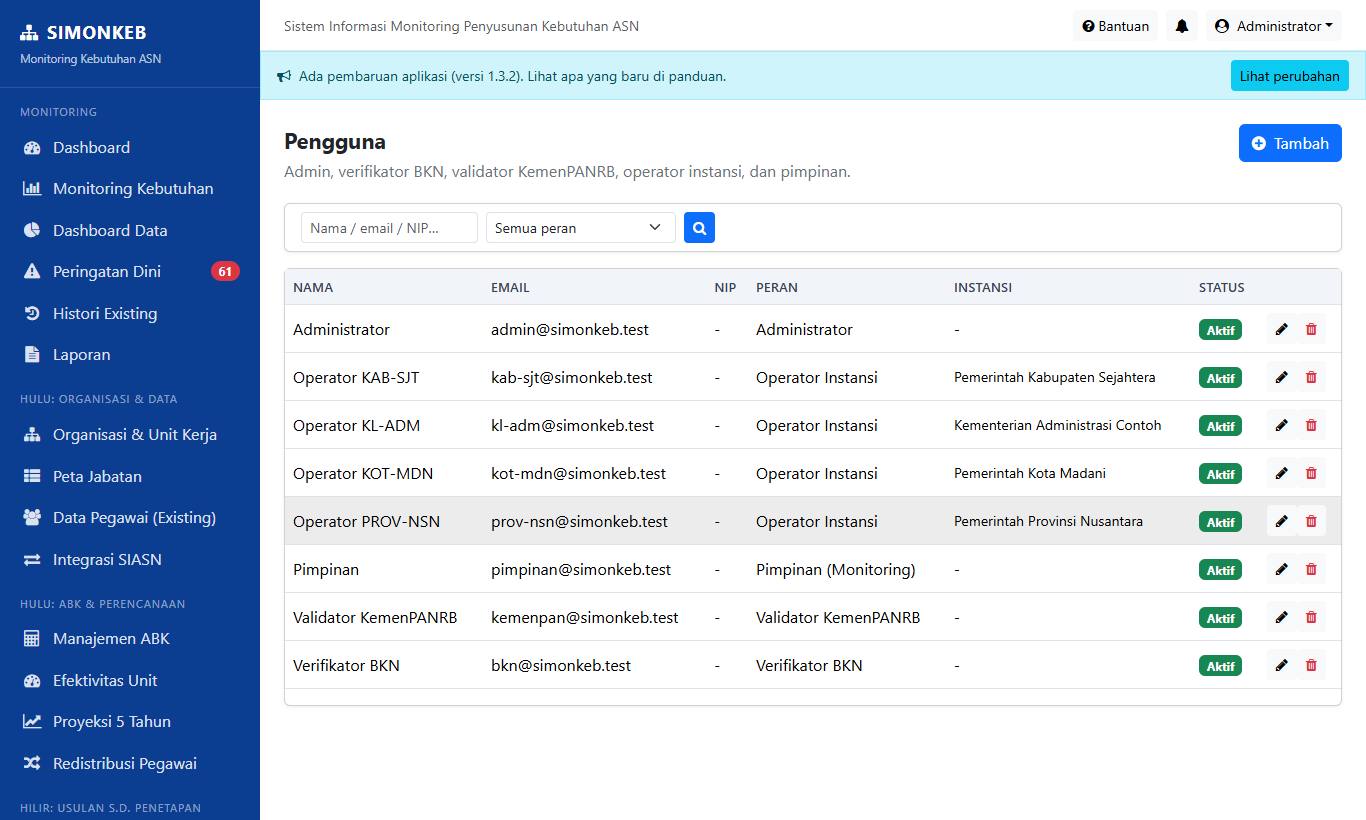 SIMONKEB
Monitoring Kebutuhan ASN
MONITORING
Dashboard
Monitoring Kebutuhan
Dashboard Data
Peringatan Dini 61
Histori Existing
Laporan
HULU: ORGANISASI & DATA
Organisasi & Unit Kerja
Peta Jabatan
Data Pegawai (Existing)
Integrasi SIASN
HULU: ABK & PERENCANAAN
Manajemen ABK
Efektivitas Unit
Proyeksi 5 Tahun
Redistribusi Pegawai
HILIR: USULAN S.D. PENETAPAN
Sistem Informasi Monitoring Penyusunan Kebutuhan ASN Bantuan Administrator
Ada pembaruan aplikasi (versi 1.3.2). Lihat apa yang baru di panduan. Lihat perubahan
Pengguna Tambah
Admin, verifikator BKN, validator KemenPANRB, operator instansi, dan pimpinan.
Nama / email / NIP... Semua peran
NAMA EMAIL NIP PERAN INSTANSI STATUS
Administrator admin@simonkeb.test - Administrator - Aktif
Operator KAB-SJT kab-sjt@simonkeb.test - Operator Instansi Pemerintah Kabupaten Sejahtera Aktif
Operator KL-ADM kl-adm@simonkeb.test - Operator Instansi Kementerian Administrasi Contoh Aktif
Operator KOT-MDN kot-mdn@simonkeb.test - Operator Instansi Pemerintah Kota Madani Aktif
Operator PROV-NSN prov-nsn@simonkeb.test - Operator Instansi Pemerintah Provinsi Nusantara Aktif
Pimpinan pimpinan@simonkeb.test - Pimpinan (Monitoring) - Aktif
Validator KemenPANRB kemenpan@simonkeb.test - Validator KemenPANRB - Aktif
Verifikator BKN bkn@simonkeb.test - Verifikator BKN - Aktif